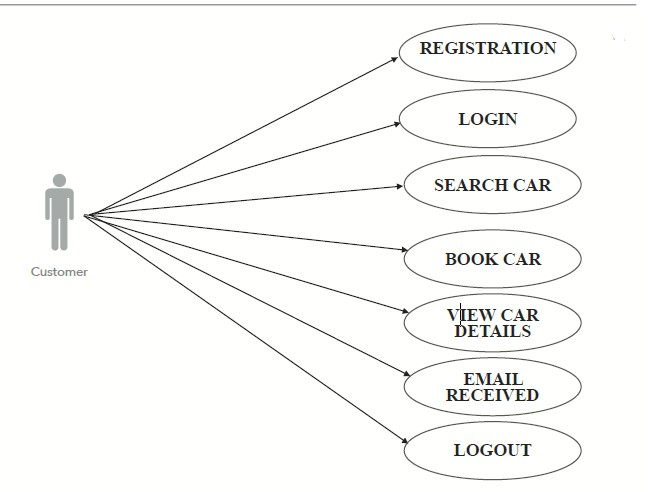 REGISTRATION
LOGIN
SEARCH CAR
BOOK CAR
VIEW CAR
DETAILS
EMAIL
RECEIVED
LOGOUT
Customer